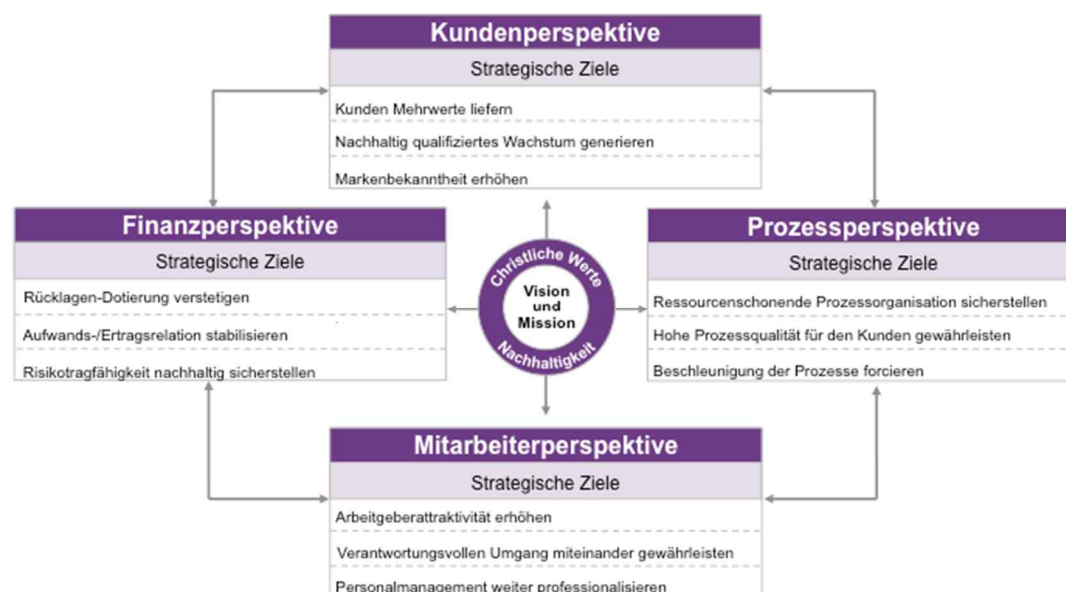 Kundenperspektive
Strategische Ziele
Kunden Mehrwerte liefern
Nachhaltig qualifiziertes Wachstum generieren
Markenbekanntheit erhöhen
Finanzperspektive
Strategische Ziele
Rücklagen-Dotierung verstetigen
Aufwands-/Ertragsrelation stabilisieren
Risikotragfähigkeit nachhaltig sicherstellen
Christliche Werte
Vision
und
Mission
Nachhaltigkeit
Prozessperspektive
Strategische Ziele
Ressourcenschonende Prozessorganisation sicherstellen
Hohe Prozessqualität für den Kunden gewährleisten
Beschleunigung der Prozesse forcieren
Mitarbeiterperspektive
Strategische Ziele
Arbeitgeberattraktivität erhöhen
Verantwortungsvollen Umgang miteinander gewährleisten
Personalmanagement weiter professionalisieren